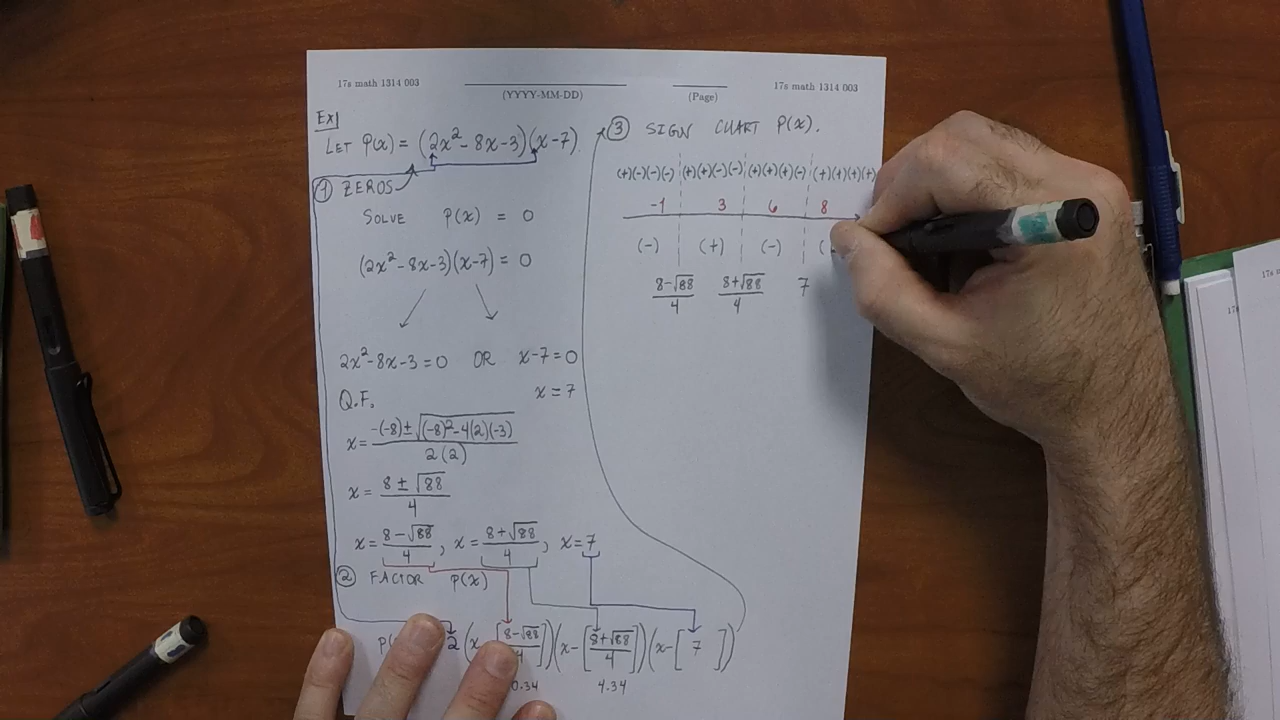 17s math 1314 003
(YYYY-MM-DD)
(Page)
17s math 1314 003
Ex1
LET P(x) = (2x² - 8x - 3)(x - 7).
① ZEROS
SOLVE P(x) = 0
(2x² - 8x - 3)(x - 7) = 0
2x² - 8x - 3 = 0 OR x - 7 = 0
Q.F. x = 7
x = -(-8) ± √(-8)² - 4(2)(-3) / 2(2)
x = 8 ± √88 / 4
x = 8 - √88 / 4 , x = 8 + √88 / 4 , x = 7
② FACTOR P(x)
2(x [8 - √88 / 4])(x - [8 + √88 / 4])(x - [7])
0.34 4.34
③ SIGN CHART P(x).
(+)(-)(-)(-) (+)(+)(-)(-) (+)(+)(+)(-) (+)(+)(+)(+)
-1 3 6 8
(-) (+) (-) (
8 - √88 / 4 8 + √88 / 4 7